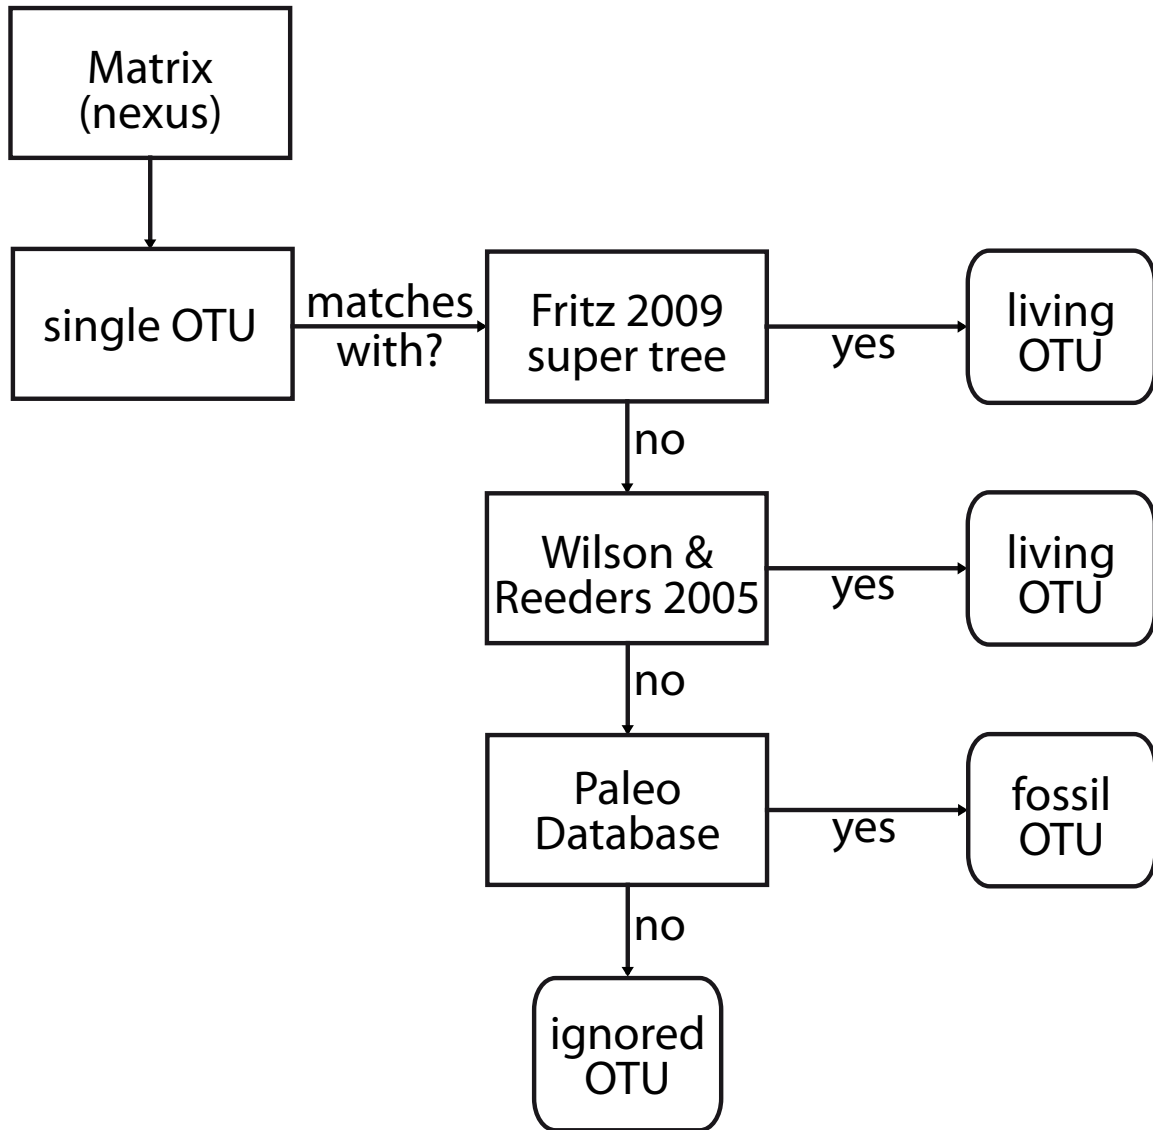 Matrix
(nexus)
single OTU
matches
with?
Fritz 2009
super tree
yes
living
OTU
no
Wilson &
Reeders 2005
yes
living
OTU
no
Paleo
Database
yes
fossil
OTU
no
ignored
OTU